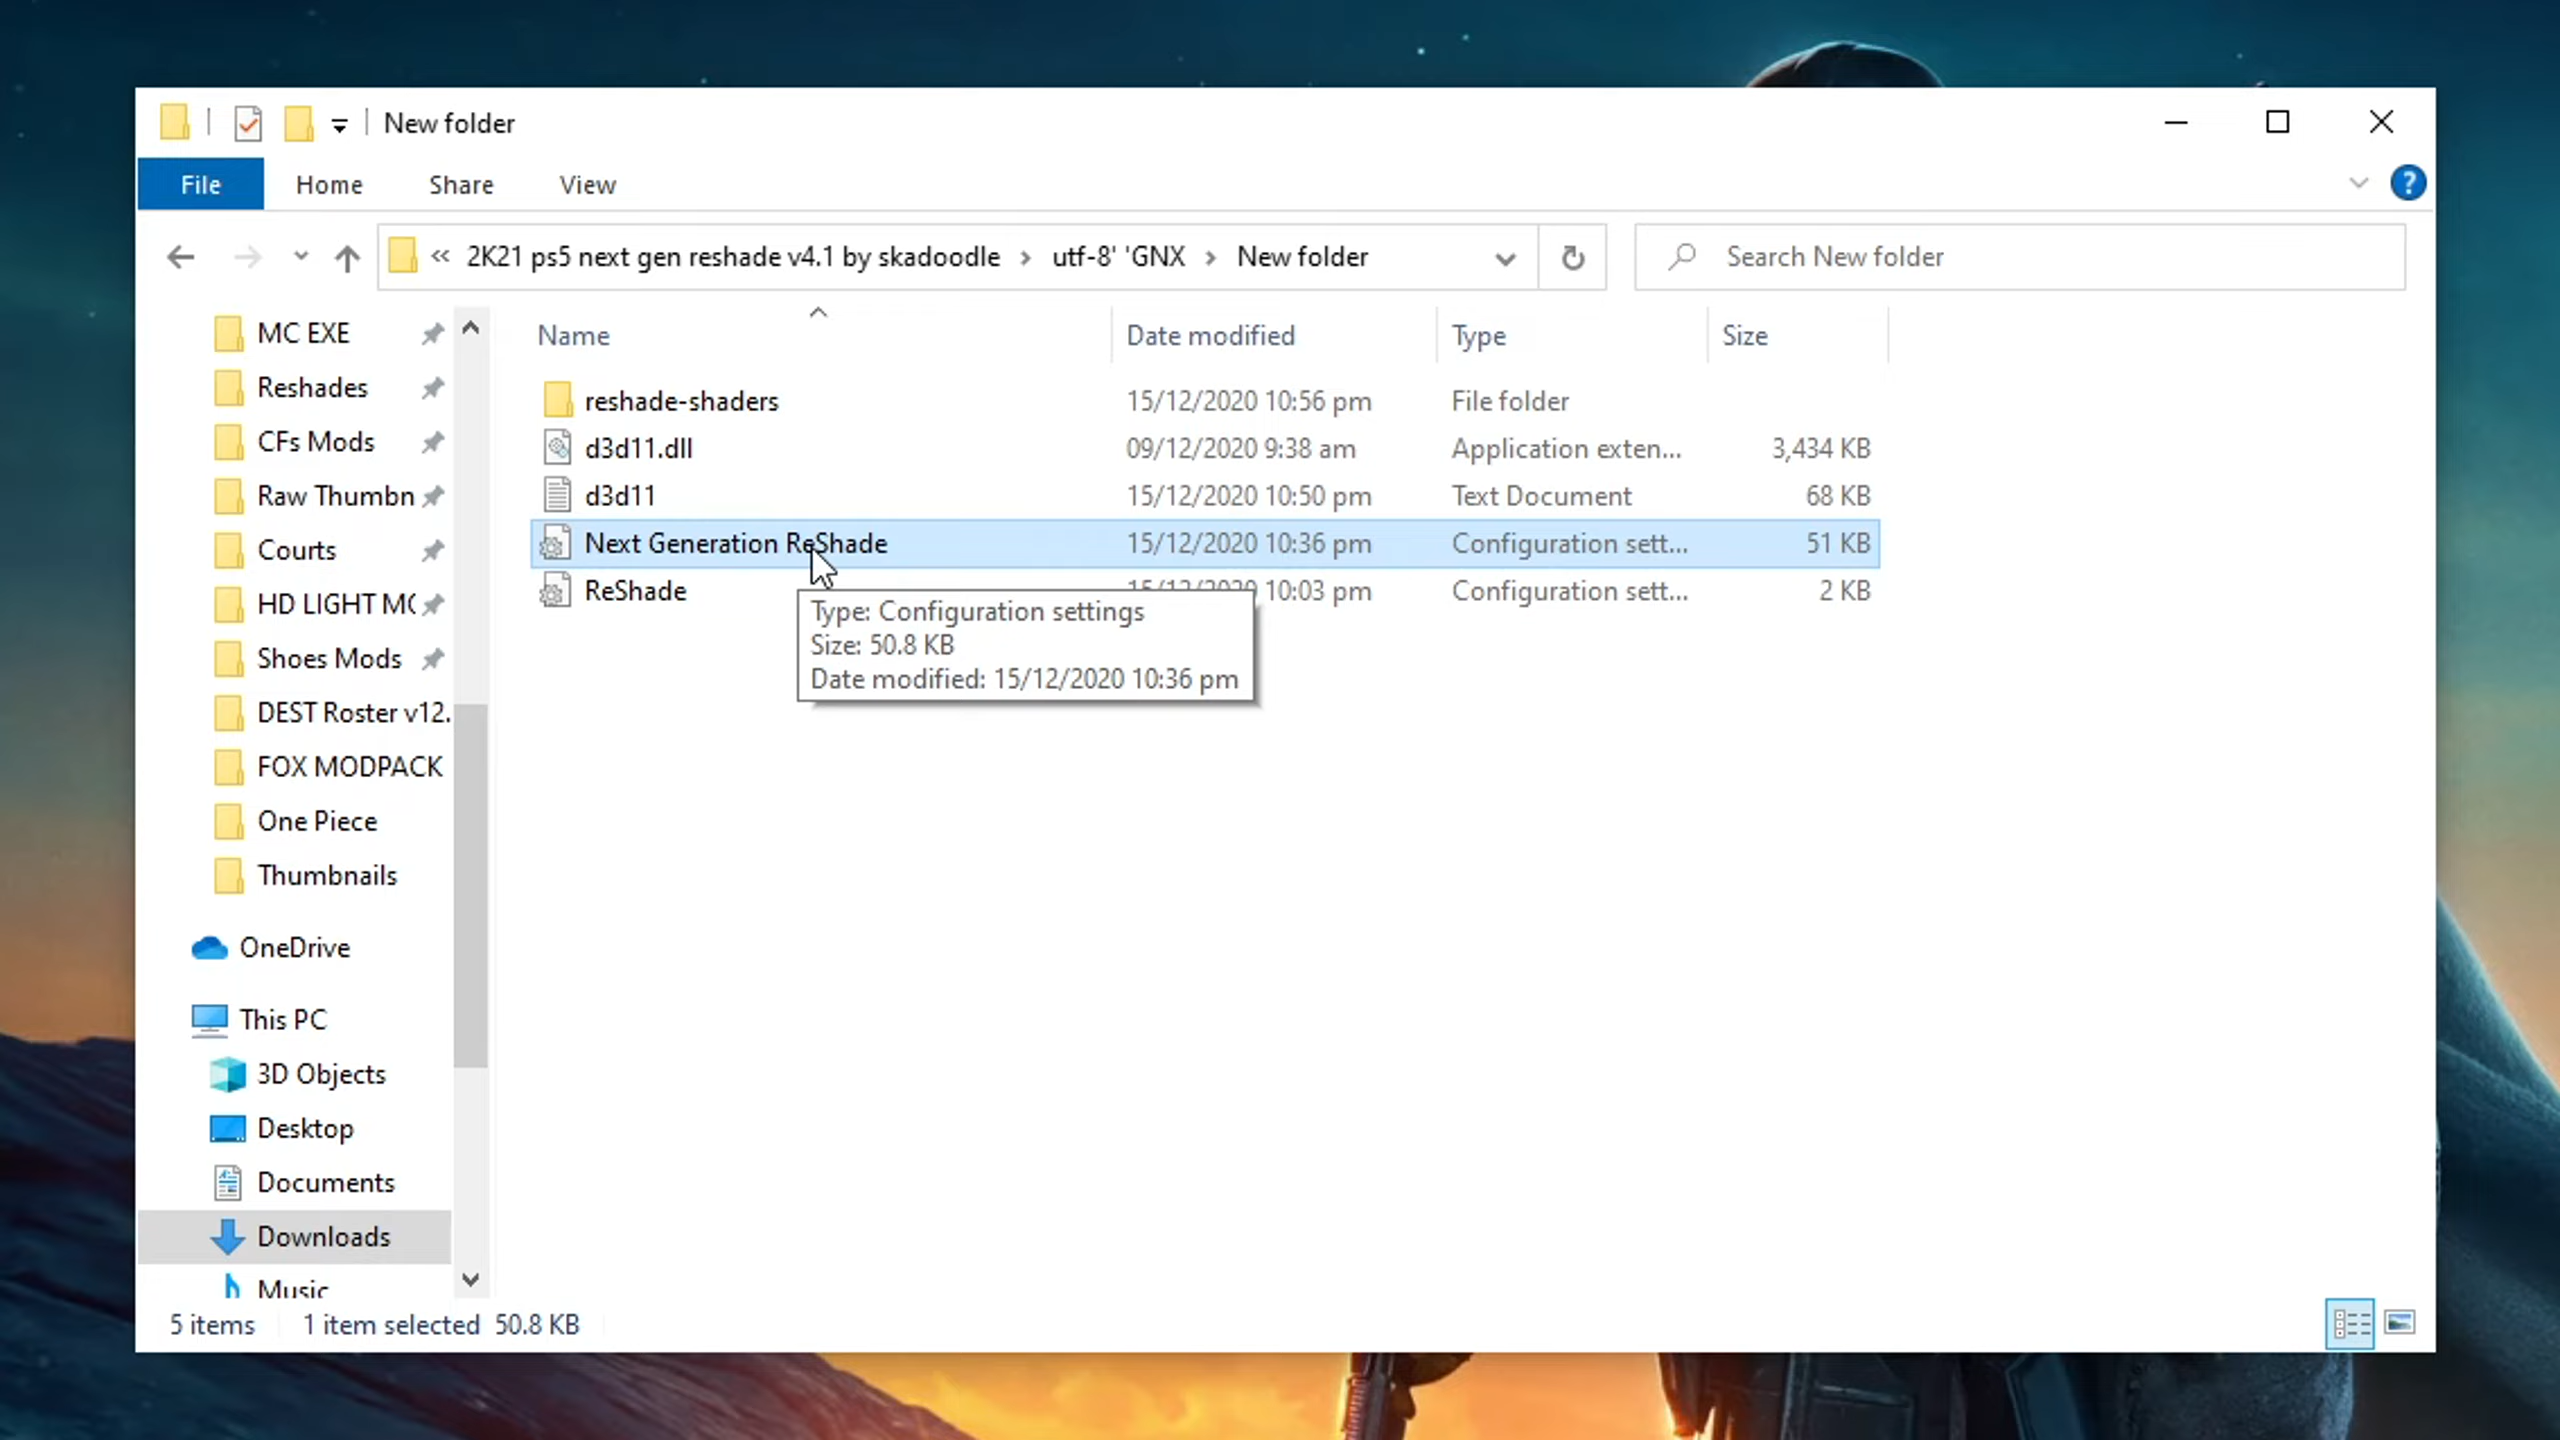 New folder
File Home Share View
?
« 2K21 ps5 next gen reshade v4.1 by skadoodle › utf-8' 'GNX › New folder
Search New folder
Name Date modified Type Size
reshade-shaders 15/12/2020 10:56 pm File folder
d3d11.dll 09/12/2020 9:38 am Application exten... 3,434 KB
d3d11 15/12/2020 10:50 pm Text Document 68 KB
Next Generation ReShade 15/12/2020 10:36 pm Configuration sett... 51 KB
ReShade 15/12/2020 10:03 pm Configuration sett... 2 KB
Type: Configuration settings
Size: 50.8 KB
Date modified: 15/12/2020 10:36 pm
MC EXE
Reshades
CFs Mods
Raw Thumbn
Courts
HD LIGHT MC
Shoes Mods
DEST Roster v12.
FOX MODPACK
One Piece
Thumbnails
OneDrive
This PC
3D Objects
Desktop
Documents
Downloads
Music
5 items 1 item selected 50.8 KB